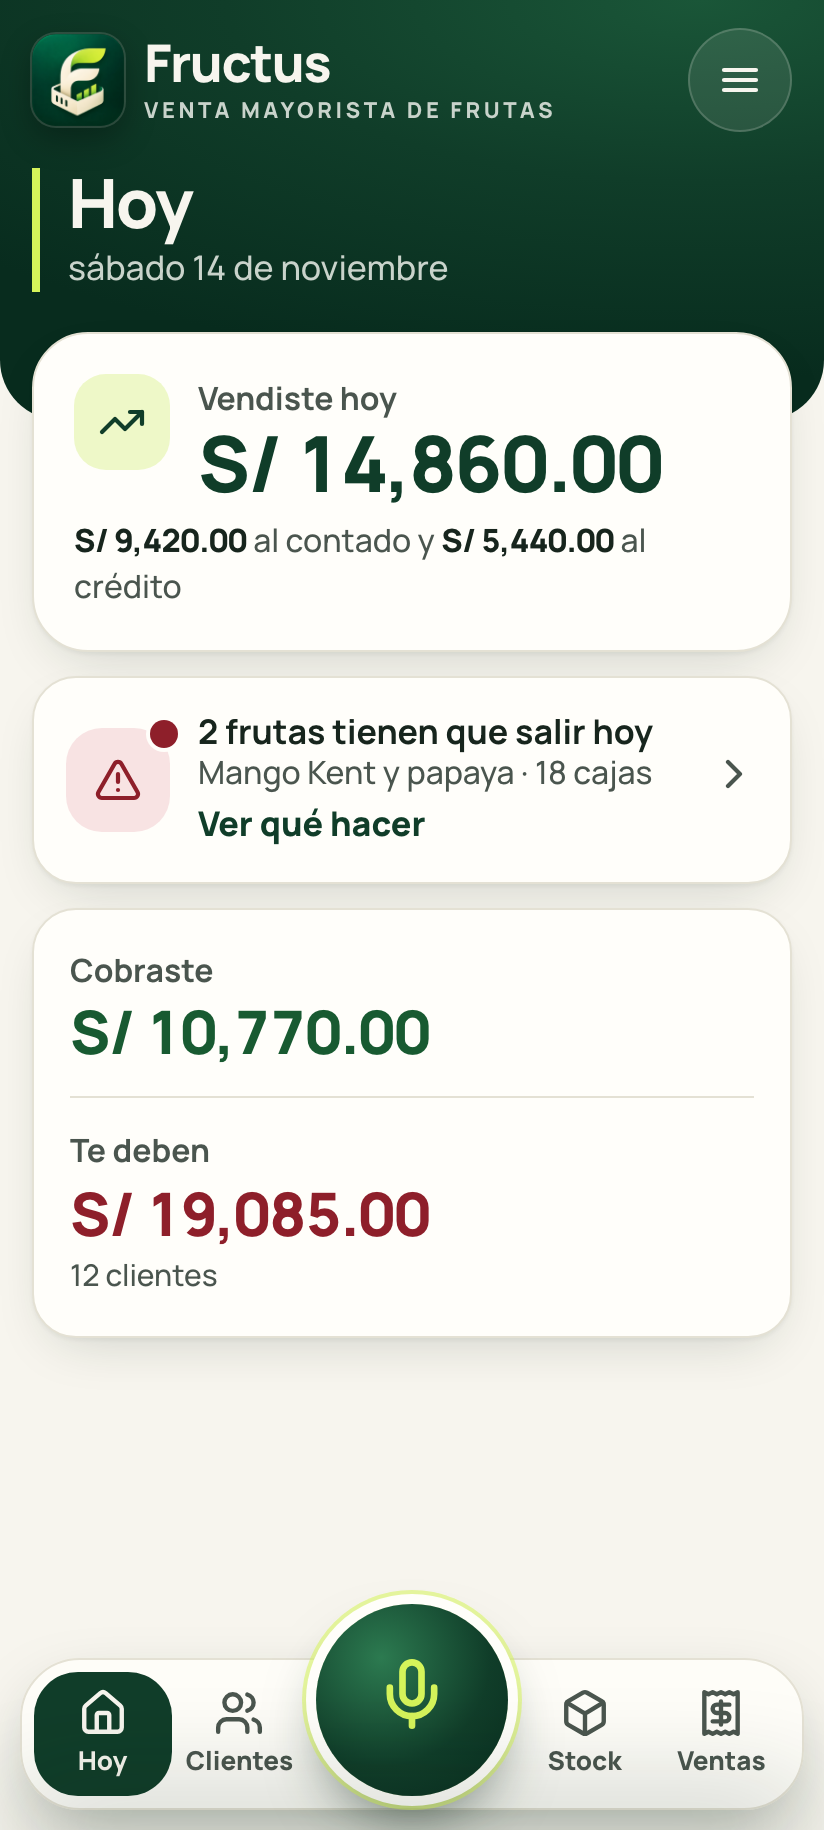 Fructus
VENTA MAYORISTA DE FRUTAS
Hoy
sábado 14 de noviembre
Vendiste hoy
S/ 14,860.00
S/ 9,420.00 al contado y S/ 5,440.00 al
crédito
2 frutas tienen que salir hoy
Mango Kent y papaya · 18 cajas
Ver qué hacer
Cobraste
S/ 10,770.00
Te deben
S/ 19,085.00
12 clientes
Hoy
Clientes
Stock
Ventas